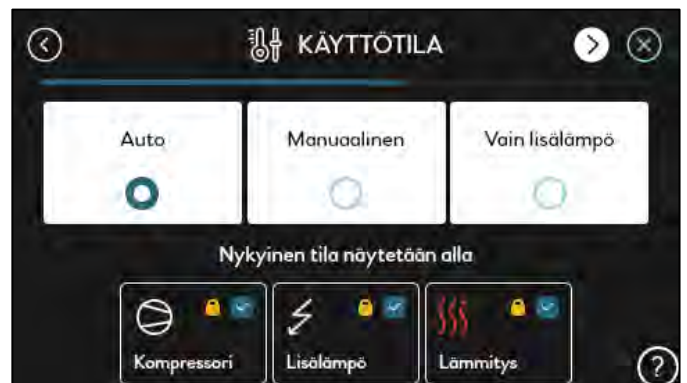 KÄYTTÖTILA
Auto Manuaalinen Vain lisälämpö
Nykyinen tila näytetään alla
Kompressori Lisälämpö Lämmitys
?